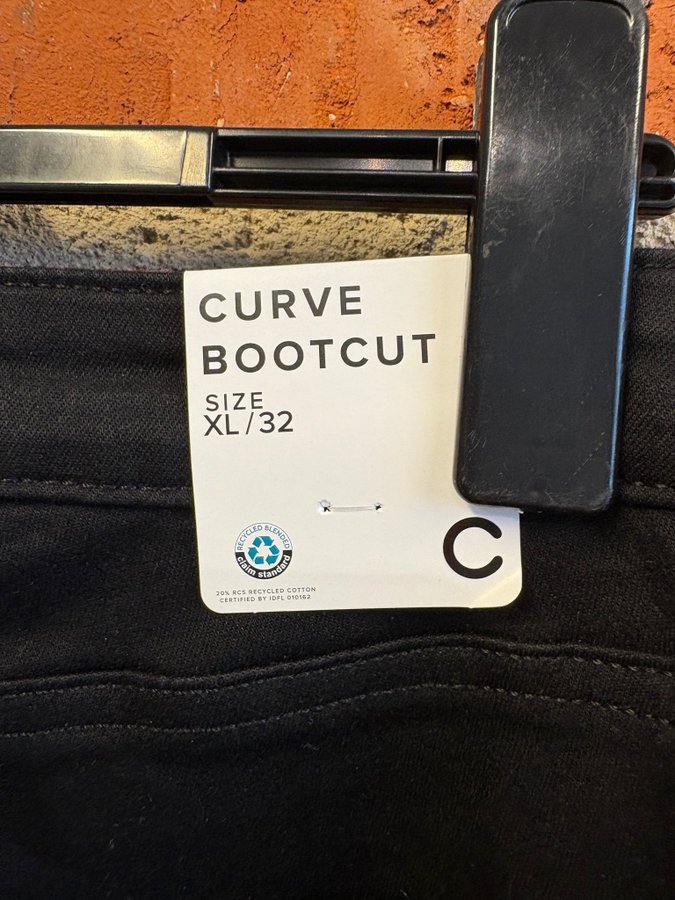 CURVE
BOOTCUT
SIZE
XL/32
RECYCLED BLENDED
claim standard
C
20% RCS RECYCLED COTTON
CERTIFIED BY IDFL 010162